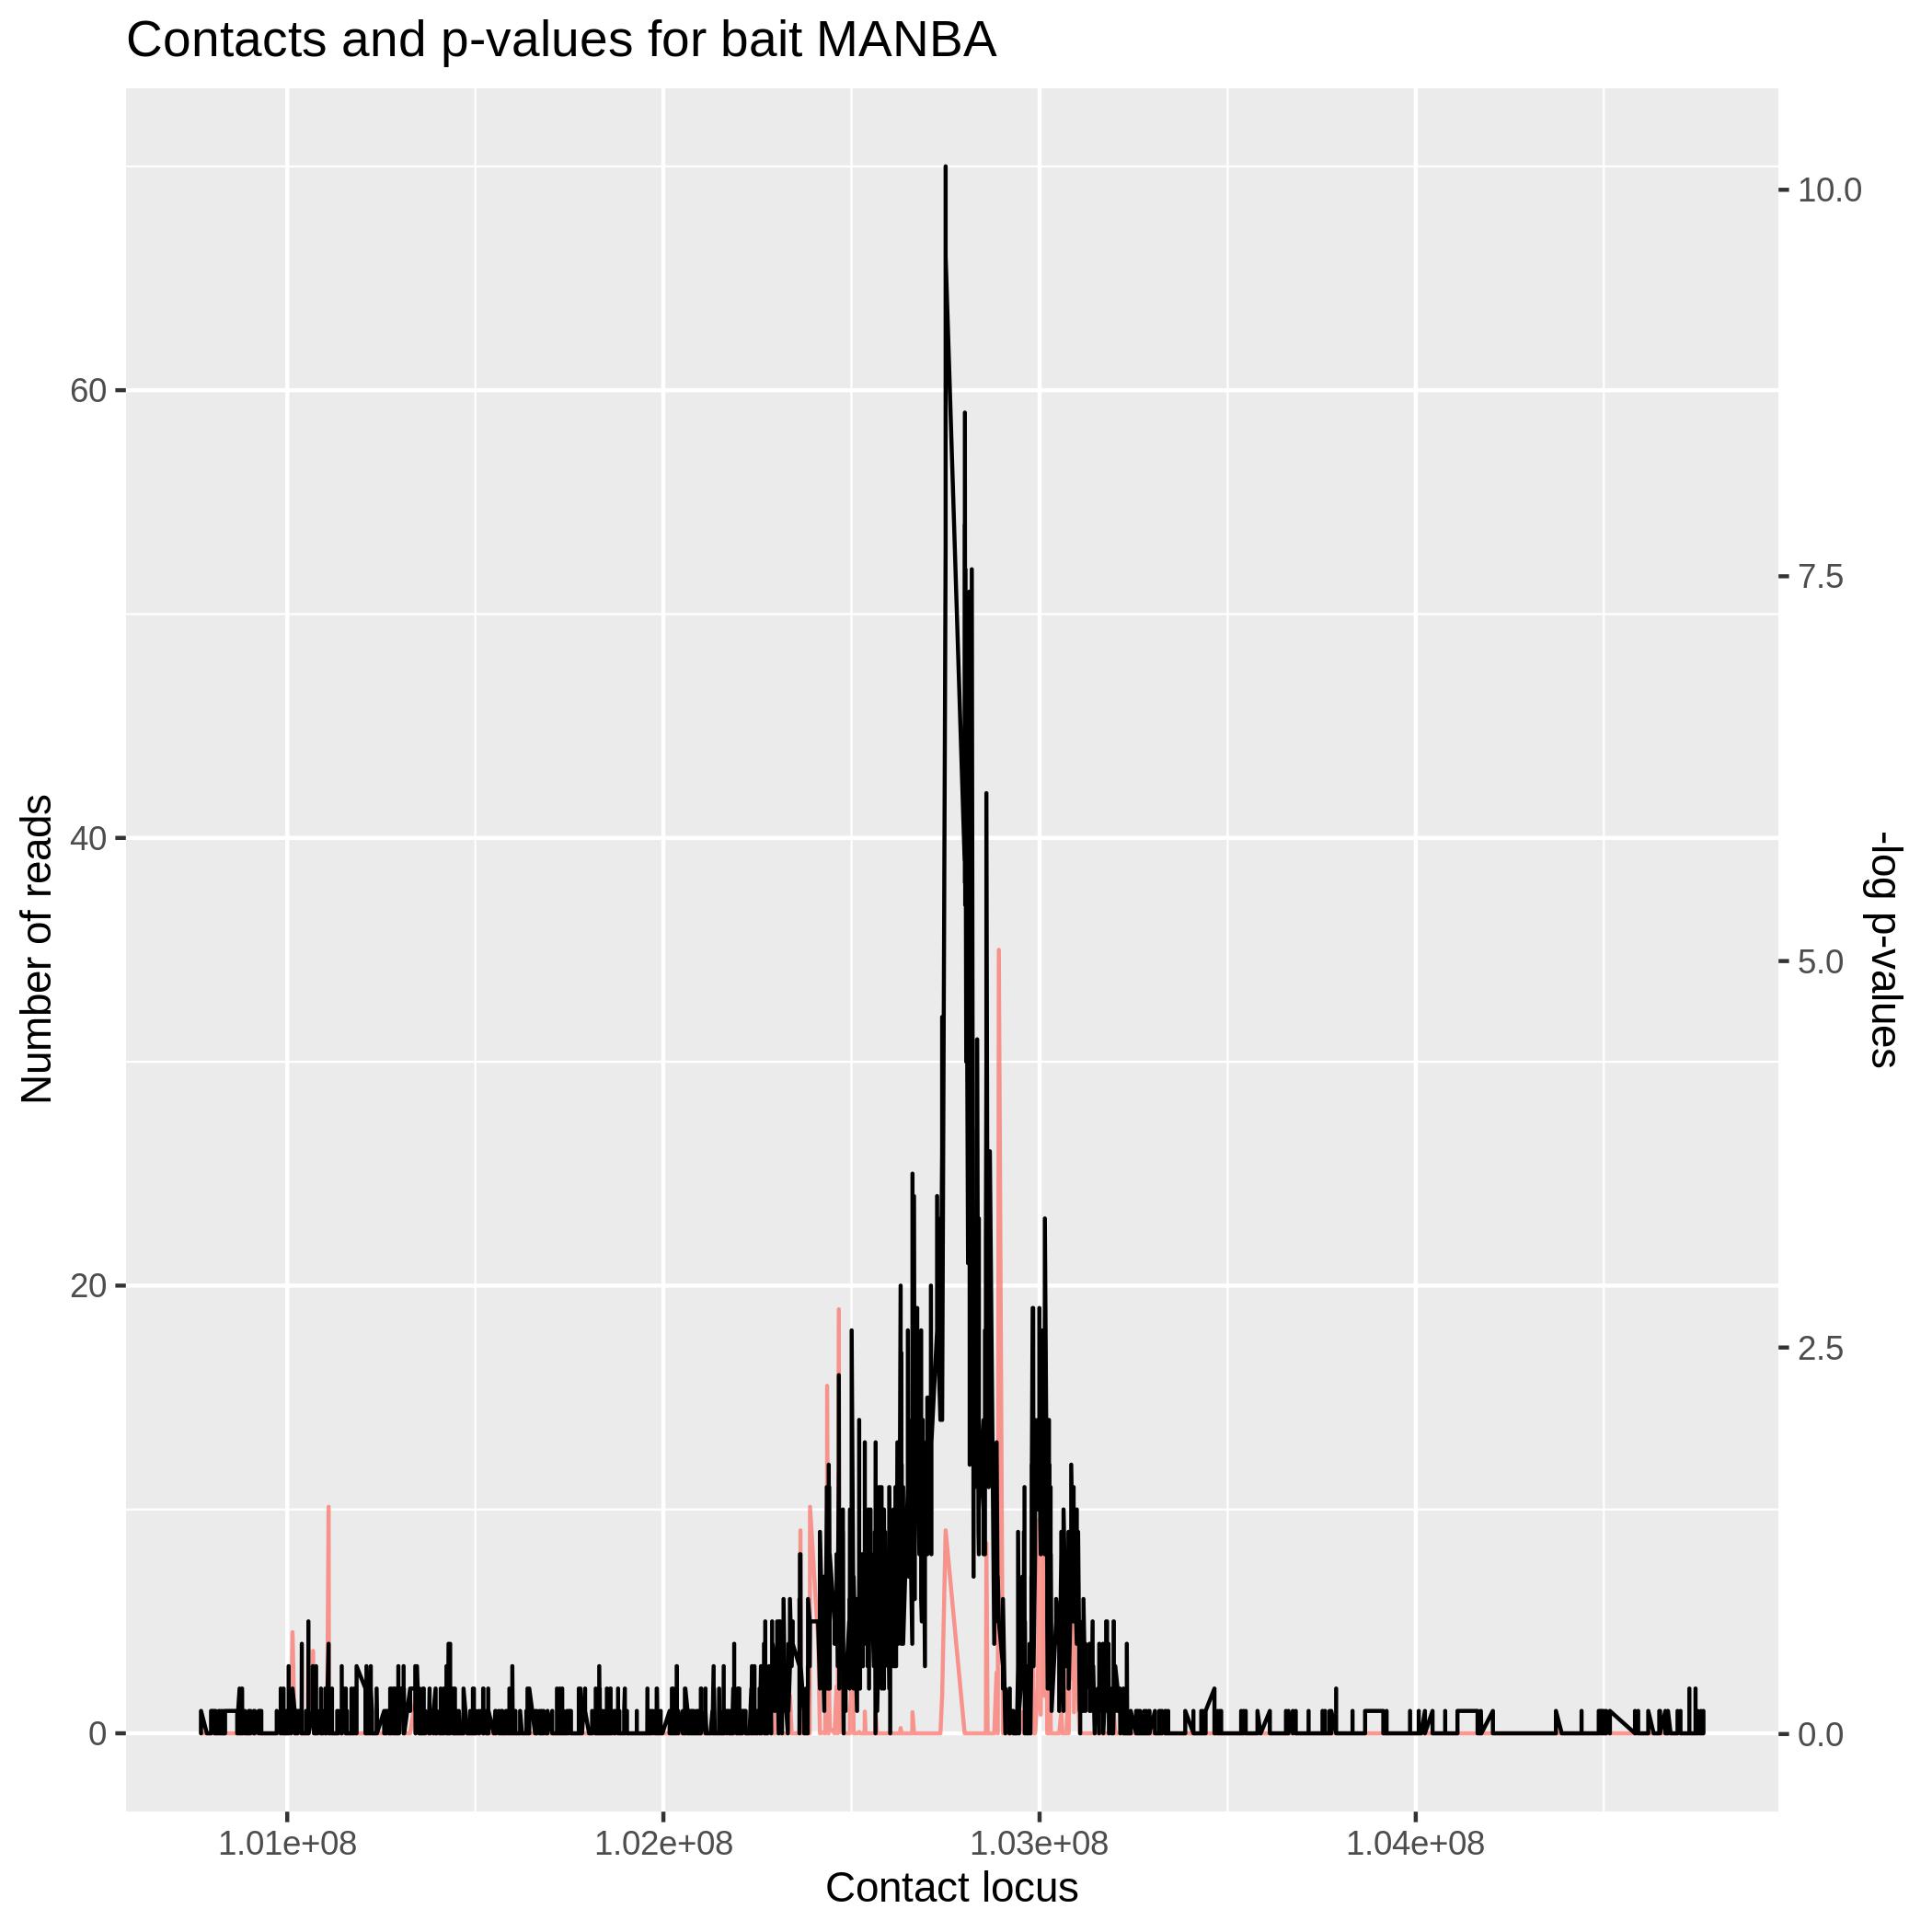 Contacts and p-values for bait MANBA
60
40
20
0
10.0
7.5
5.0
2.5
0.0
Number of reads
-log p-values
1.01e+08
1.02e+08
1.03e+08
1.04e+08
Contact locus